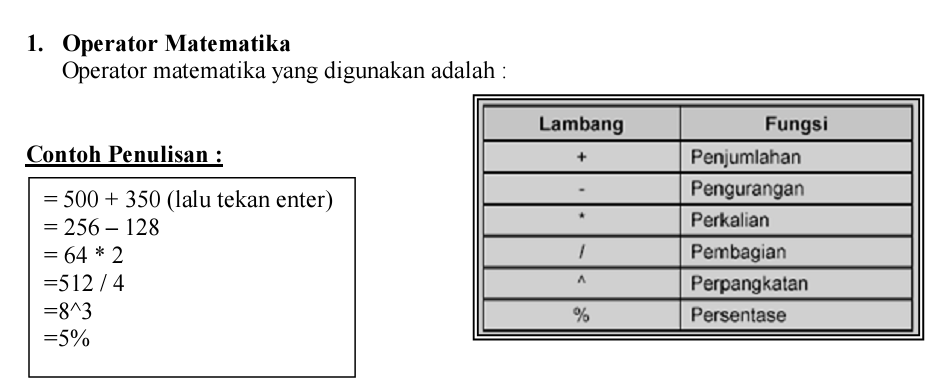 1. Operator Matematika
Operator matematika yang digunakan adalah :
Contoh Penulisan :
= 500 + 350 (lalu tekan enter)
= 256 – 128
= 64 * 2
=512 / 4
=8^3
=5%
Lambang Fungsi
+ Penjumlahan
- Pengurangan
* Perkalian
/ Pembagian
^ Perpangkatan
% Persentase